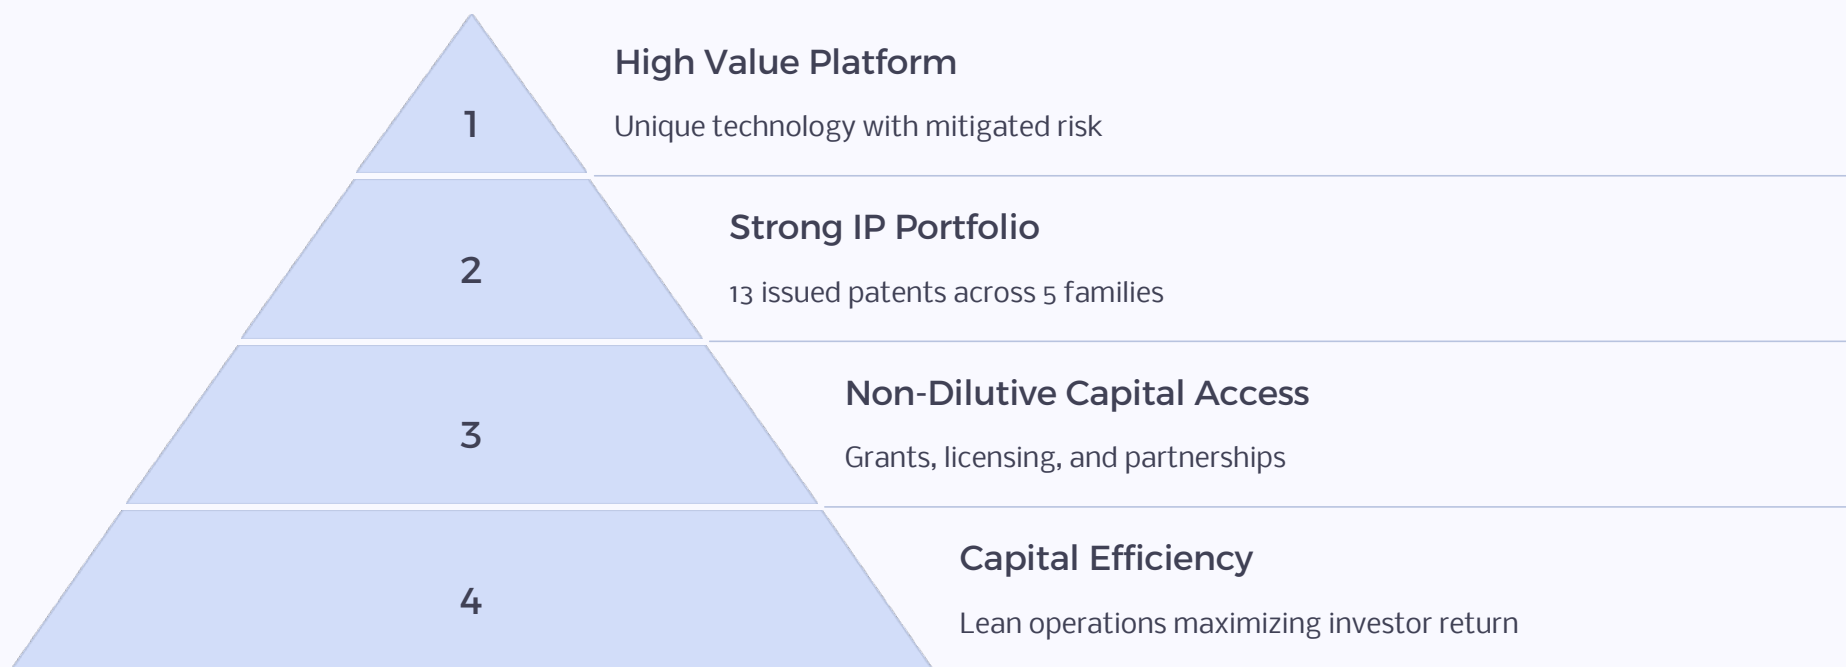 1
High Value Platform
Unique technology with mitigated risk
2
Strong IP Portfolio
13 issued patents across 5 families
3
Non-Dilutive Capital Access
Grants, licensing, and partnerships
4
Capital Efficiency
Lean operations maximizing investor return